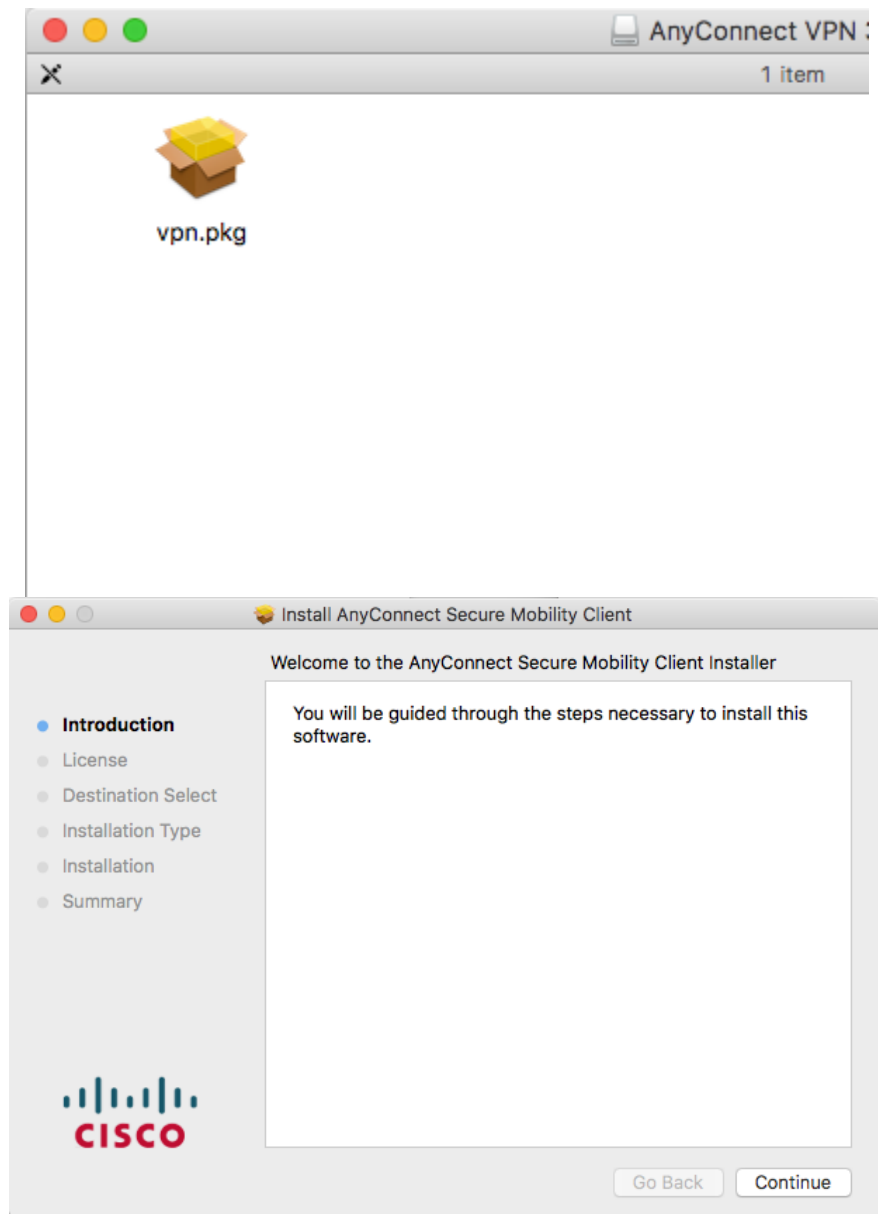 AnyConnect VPN
1 item
vpn.pkg
Install AnyConnect Secure Mobility Client
Welcome to the AnyConnect Secure Mobility Client Installer
Introduction
License
Destination Select
Installation Type
Installation
Summary
You will be guided through the steps necessary to install this
software.
CISCO
Go Back
Continue